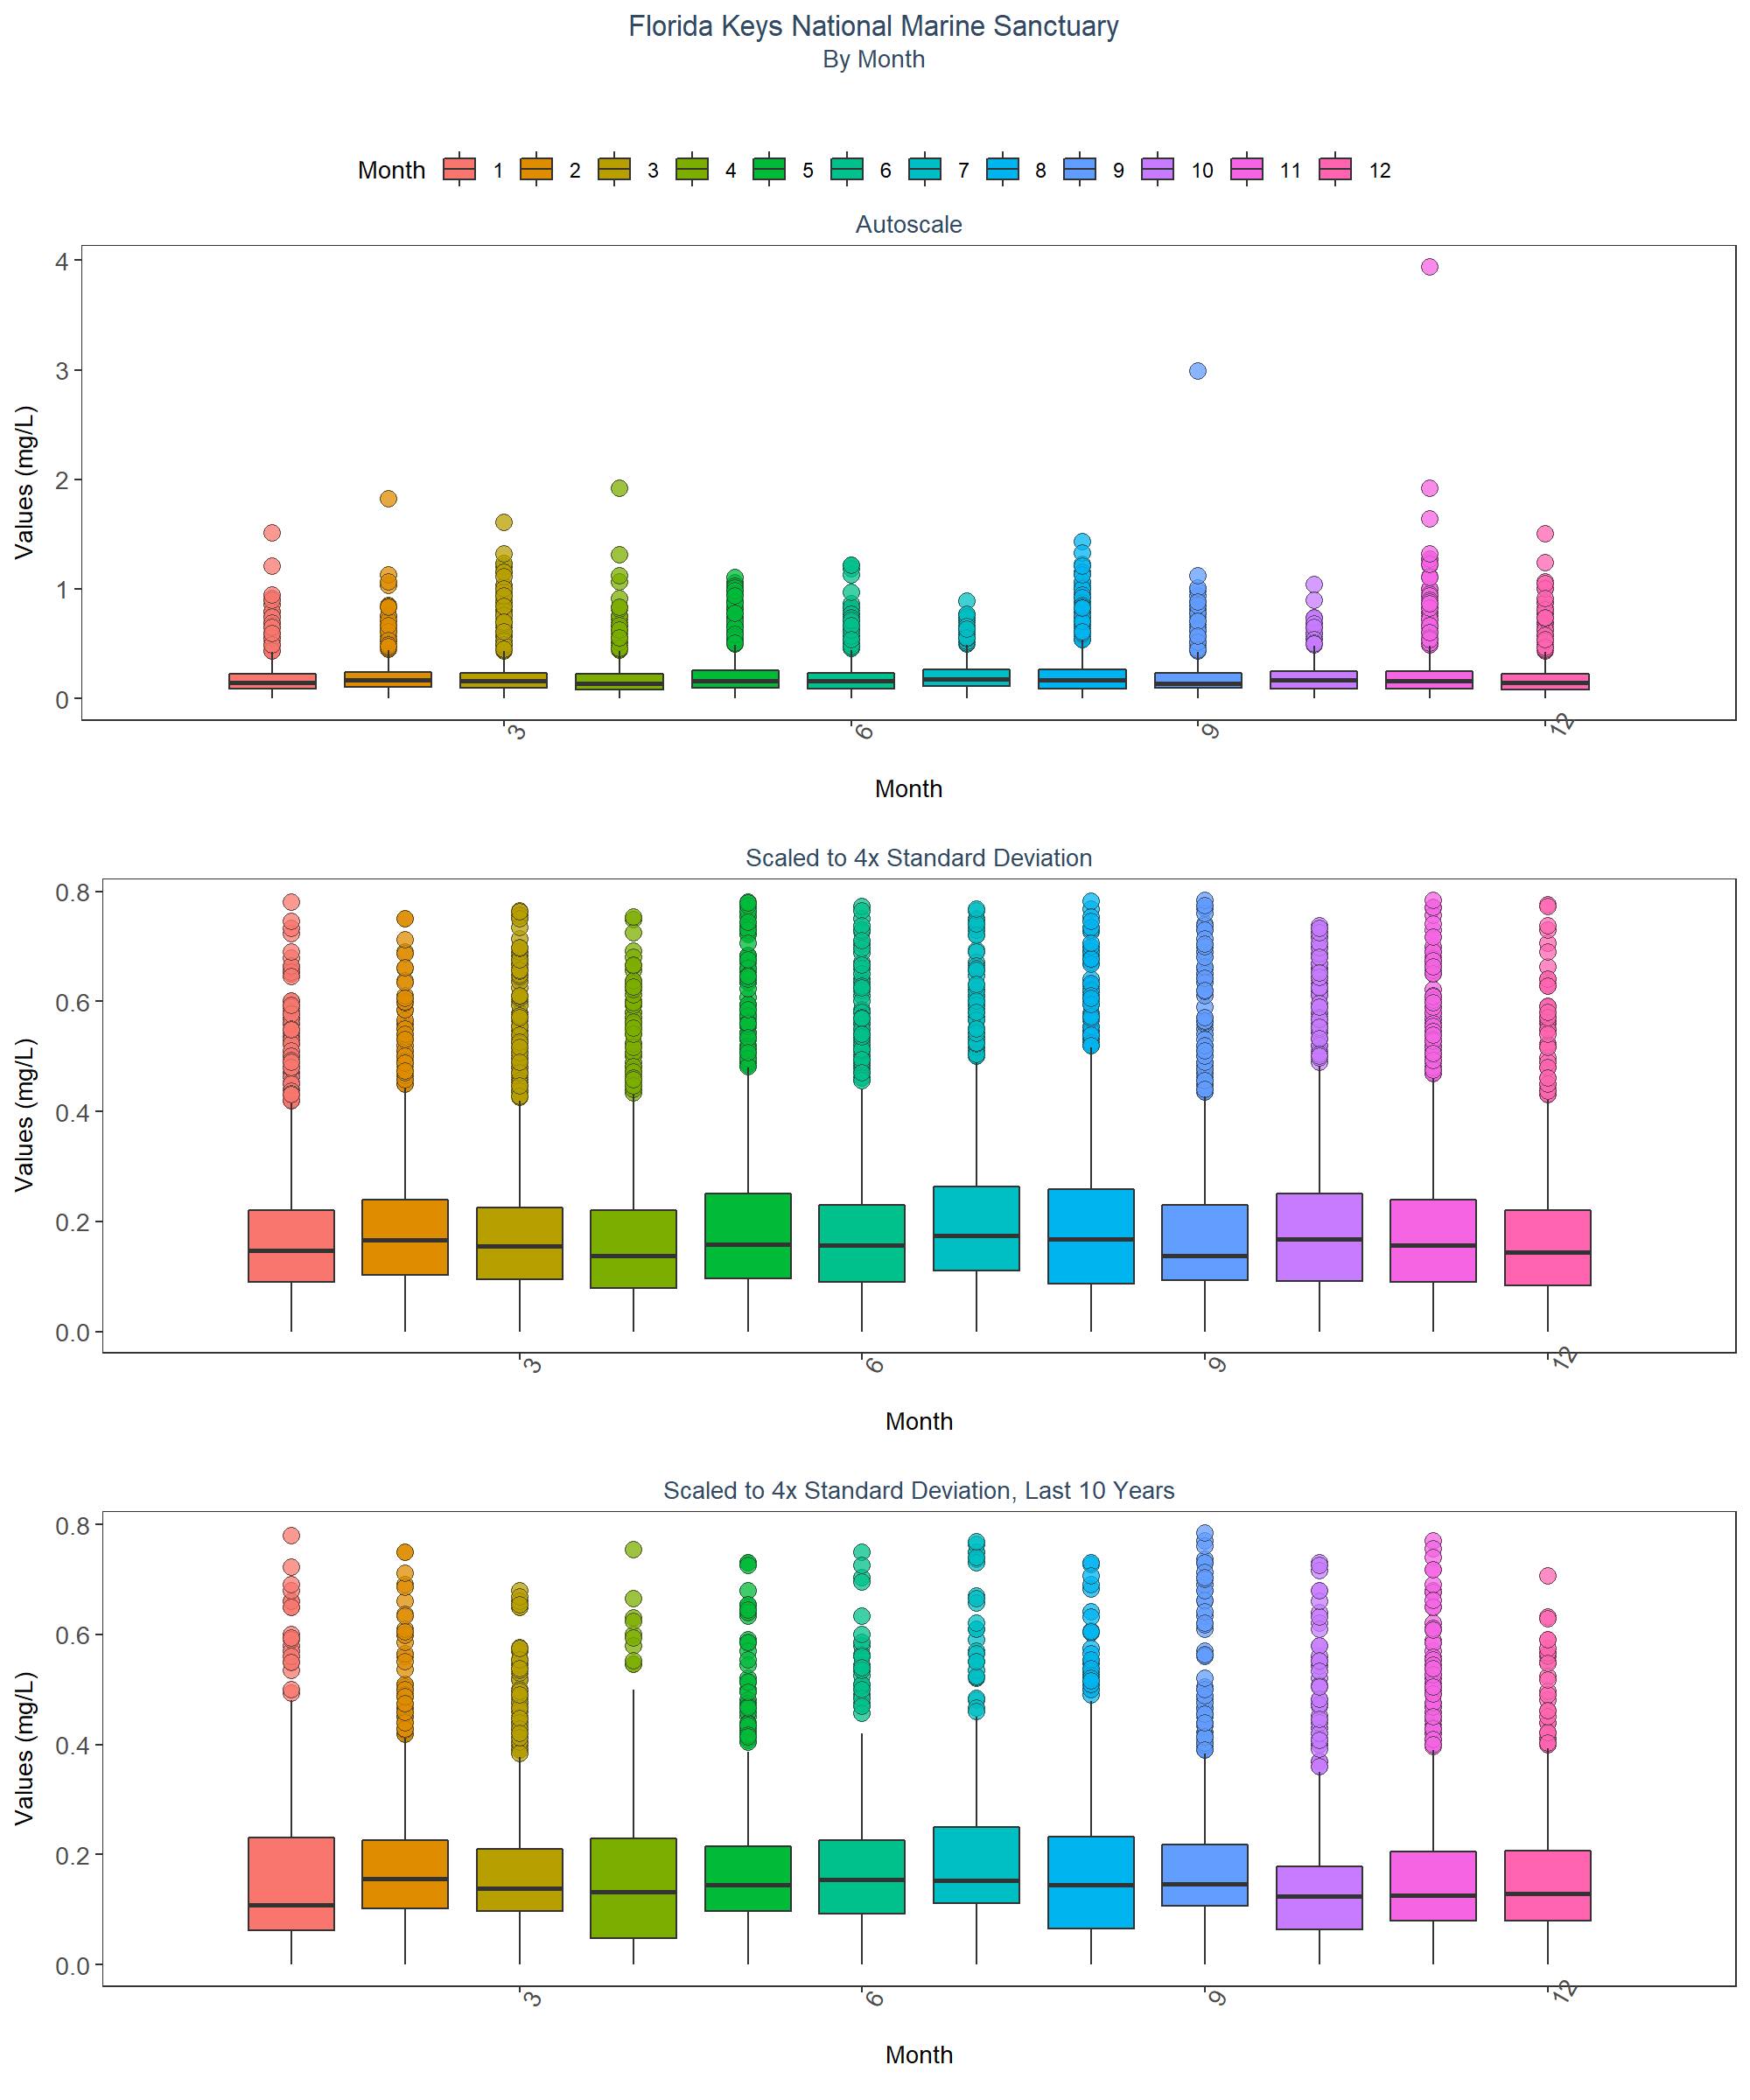 Florida Keys National Marine Sanctuary
By Month
Month 1 2 3 4 5 6 7 8 9 10 11 12
Autoscale
Values (mg/L)
4
3
2
1
0
3 6 9 12
Month
Scaled to 4x Standard Deviation
Values (mg/L)
0.8
0.6
0.4
0.2
0.0
3 6 9 12
Month
Scaled to 4x Standard Deviation, Last 10 Years
Values (mg/L)
0.8
0.6
0.4
0.2
0.0
3 6 9 12
Month